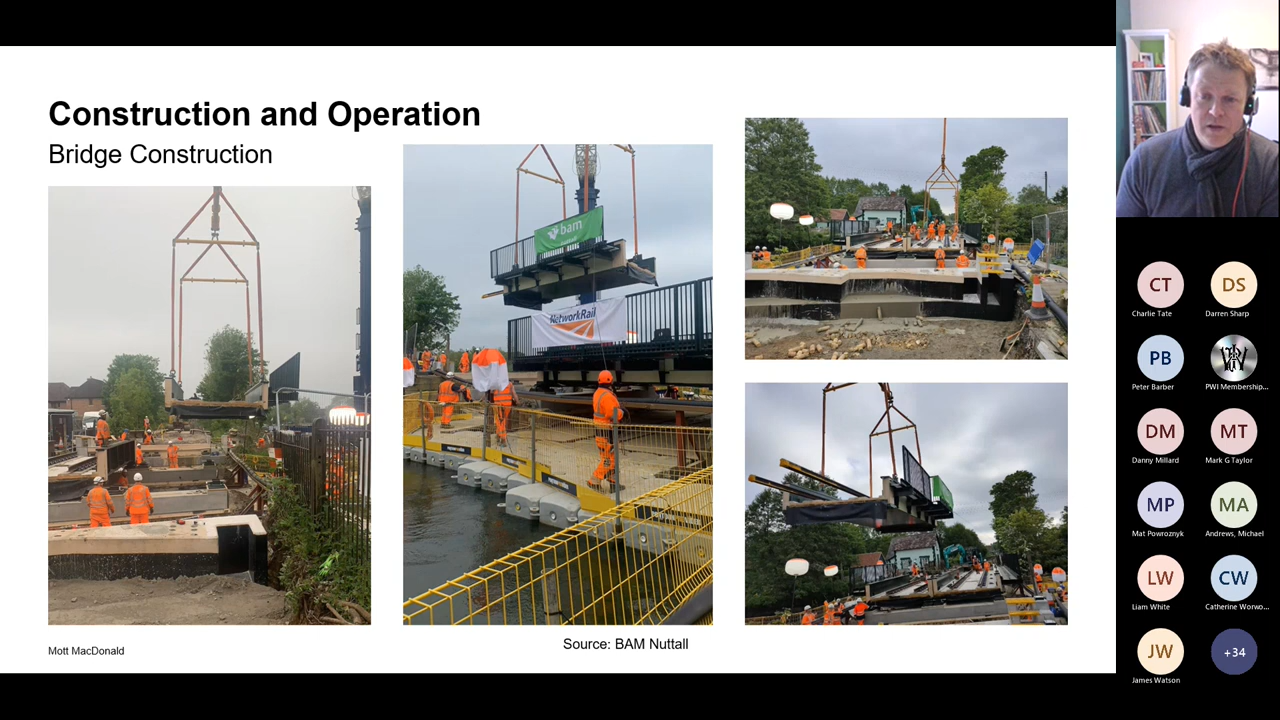 Construction and Operation
Bridge Construction
bam
NetworkRail
Source: BAM Nuttall
Mott MacDonald
CT
DS
Charlie Tate
Darren Sharp
PB
Peter Barber
PWI Membership...
DM
MT
Danny Millard
Mark G Taylor
MP
MA
Mat Powroznyk
Andrews, Michael
LW
CW
Liam White
Catherine Worwo...
JW
+34
James Watson